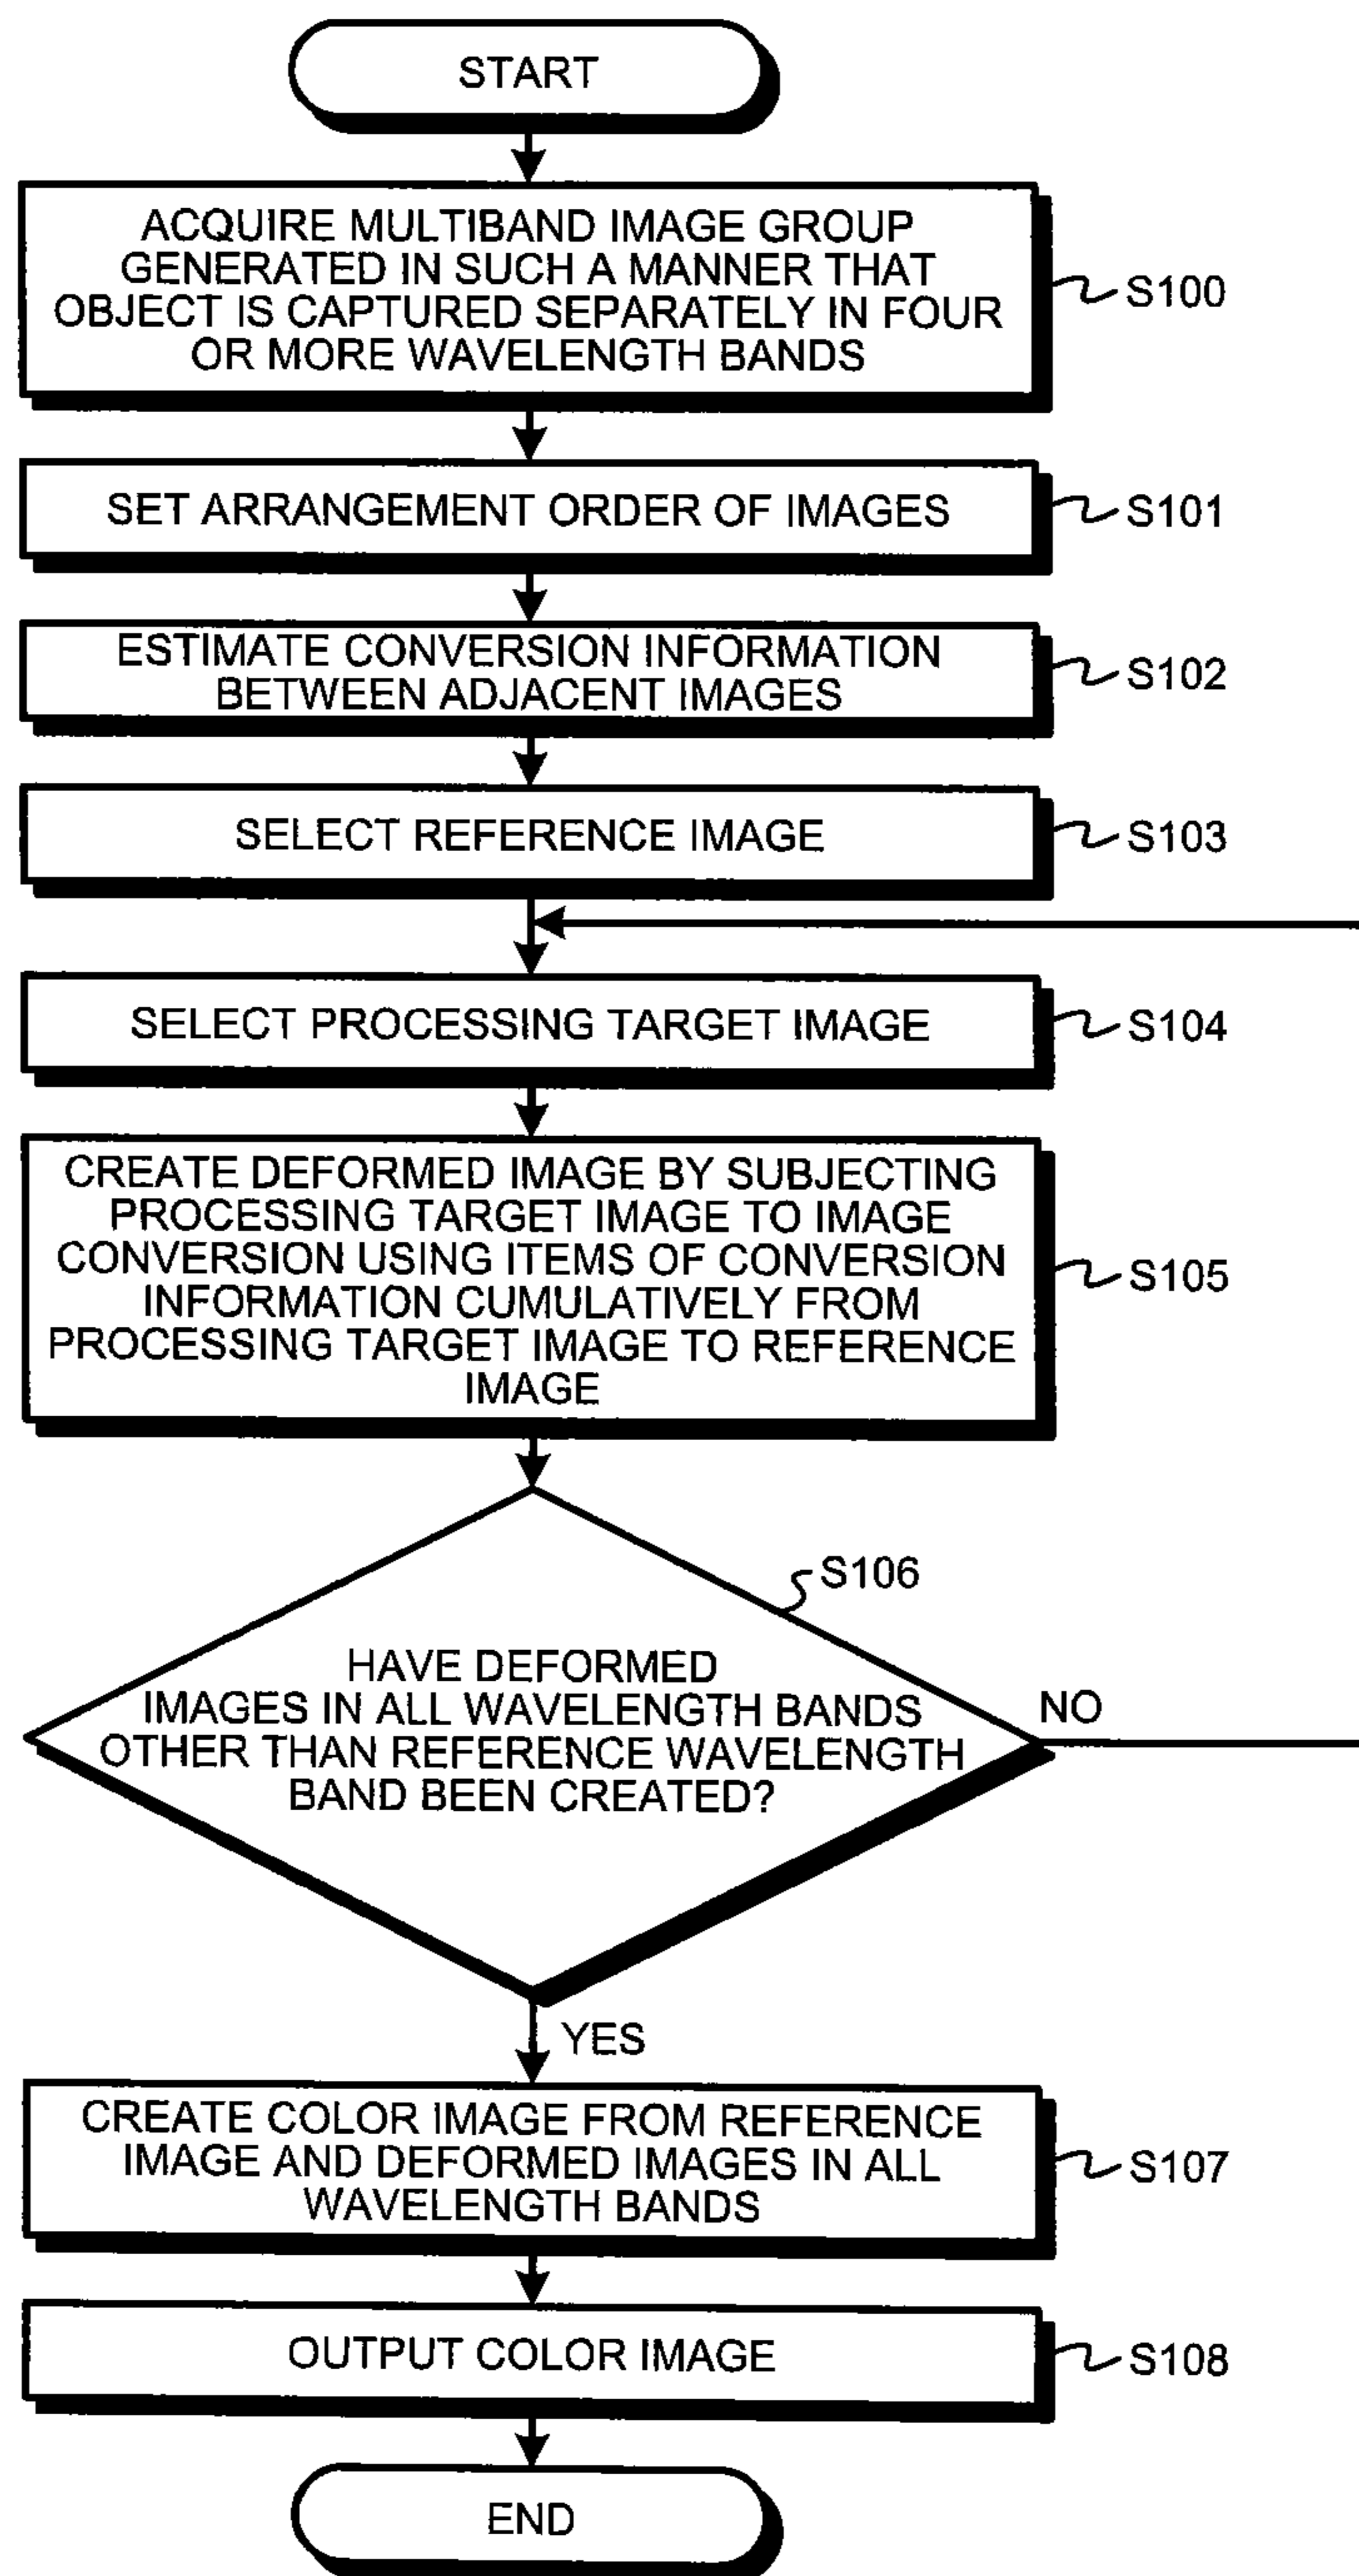 START
ACQUIRE MULTIBAND IMAGE GROUP
GENERATED IN SUCH A MANNER THAT
OBJECT IS CAPTURED SEPARATELY IN FOUR
OR MORE WAVELENGTH BANDS
S100
SET ARRANGEMENT ORDER OF IMAGES
S101
ESTIMATE CONVERSION INFORMATION
BETWEEN ADJACENT IMAGES
S102
SELECT REFERENCE IMAGE
S103
SELECT PROCESSING TARGET IMAGE
S104
CREATE DEFORMED IMAGE BY SUBJECTING
PROCESSING TARGET IMAGE TO IMAGE
CONVERSION USING ITEMS OF CONVERSION
INFORMATION CUMULATIVELY FROM
PROCESSING TARGET IMAGE TO REFERENCE
IMAGE
S105
S106
HAVE DEFORMED
IMAGES IN ALL WAVELENGTH BANDS
OTHER THAN REFERENCE WAVELENGTH
BAND BEEN CREATED?
NO
YES
CREATE COLOR IMAGE FROM REFERENCE
IMAGE AND DEFORMED IMAGES IN ALL
WAVELENGTH BANDS
S107
OUTPUT COLOR IMAGE
S108
END